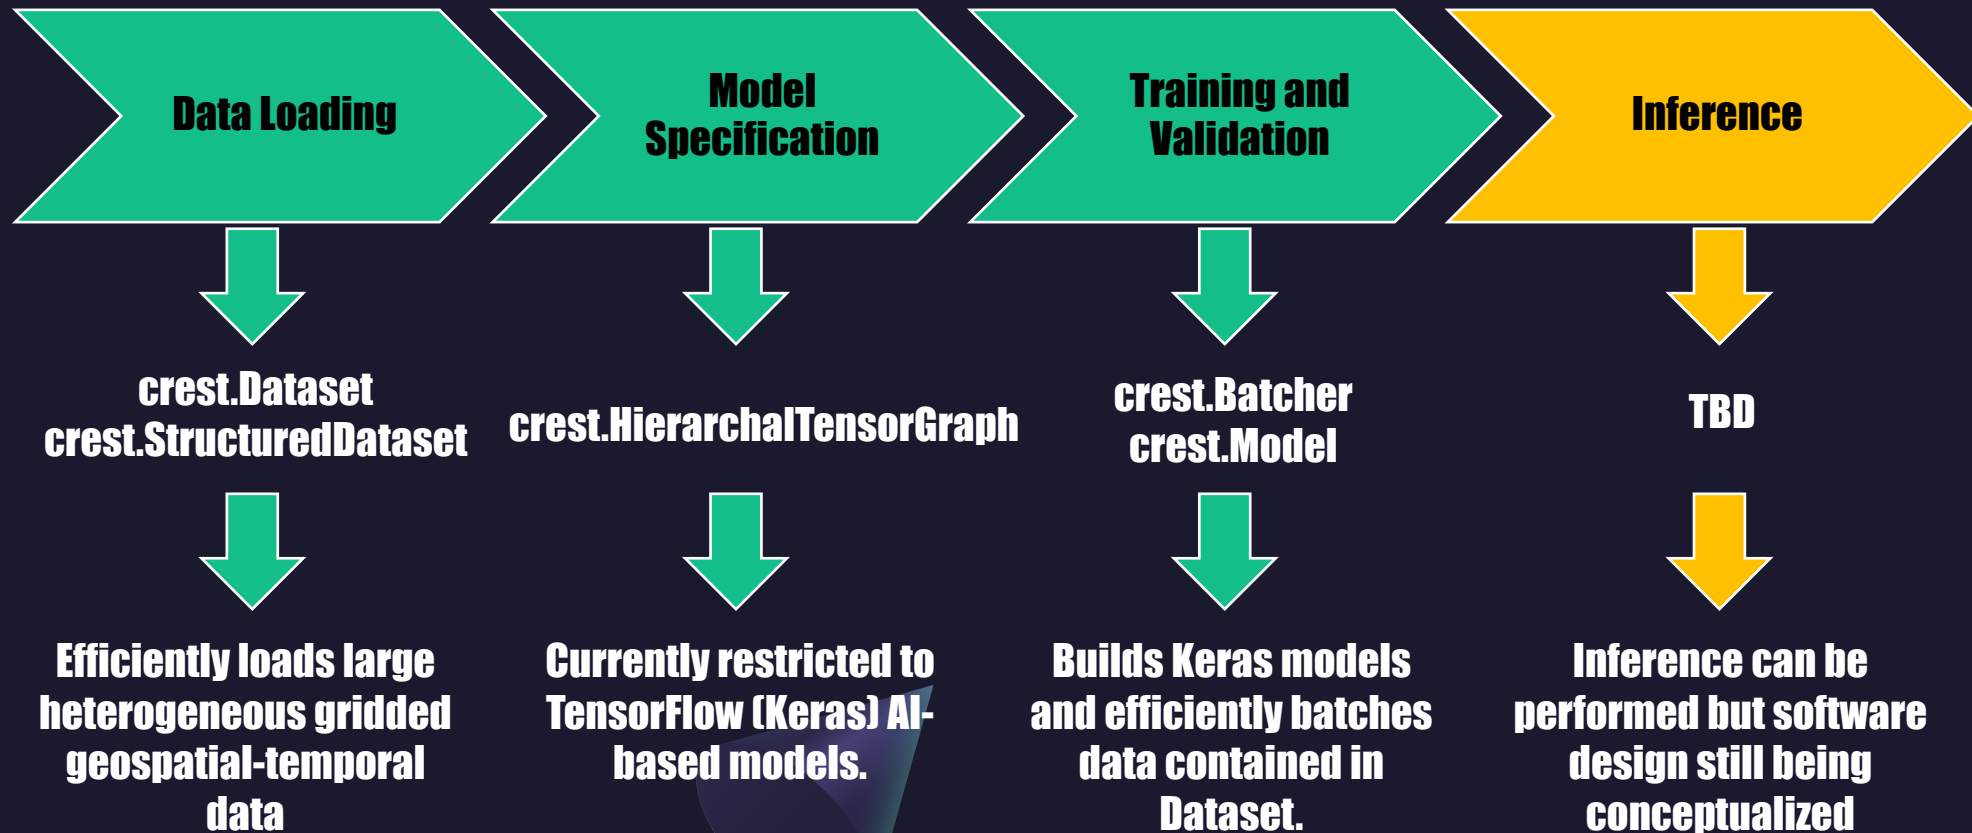 Data Loading
Model
Specification
Training and
Validation
Inference
crest.Dataset
crest.StructuredDataset
crest.HierarchalTensorGraph
crest.Batcher
crest.Model
TBD
Efficiently loads large
heterogeneous gridded
geospatial-temporal
data
Currently restricted to
TensorFlow (Keras) AI-
based models.
Builds Keras models
and efficiently batches
data contained in
Dataset.
Inference can be
performed but software
design still being
conceptualized